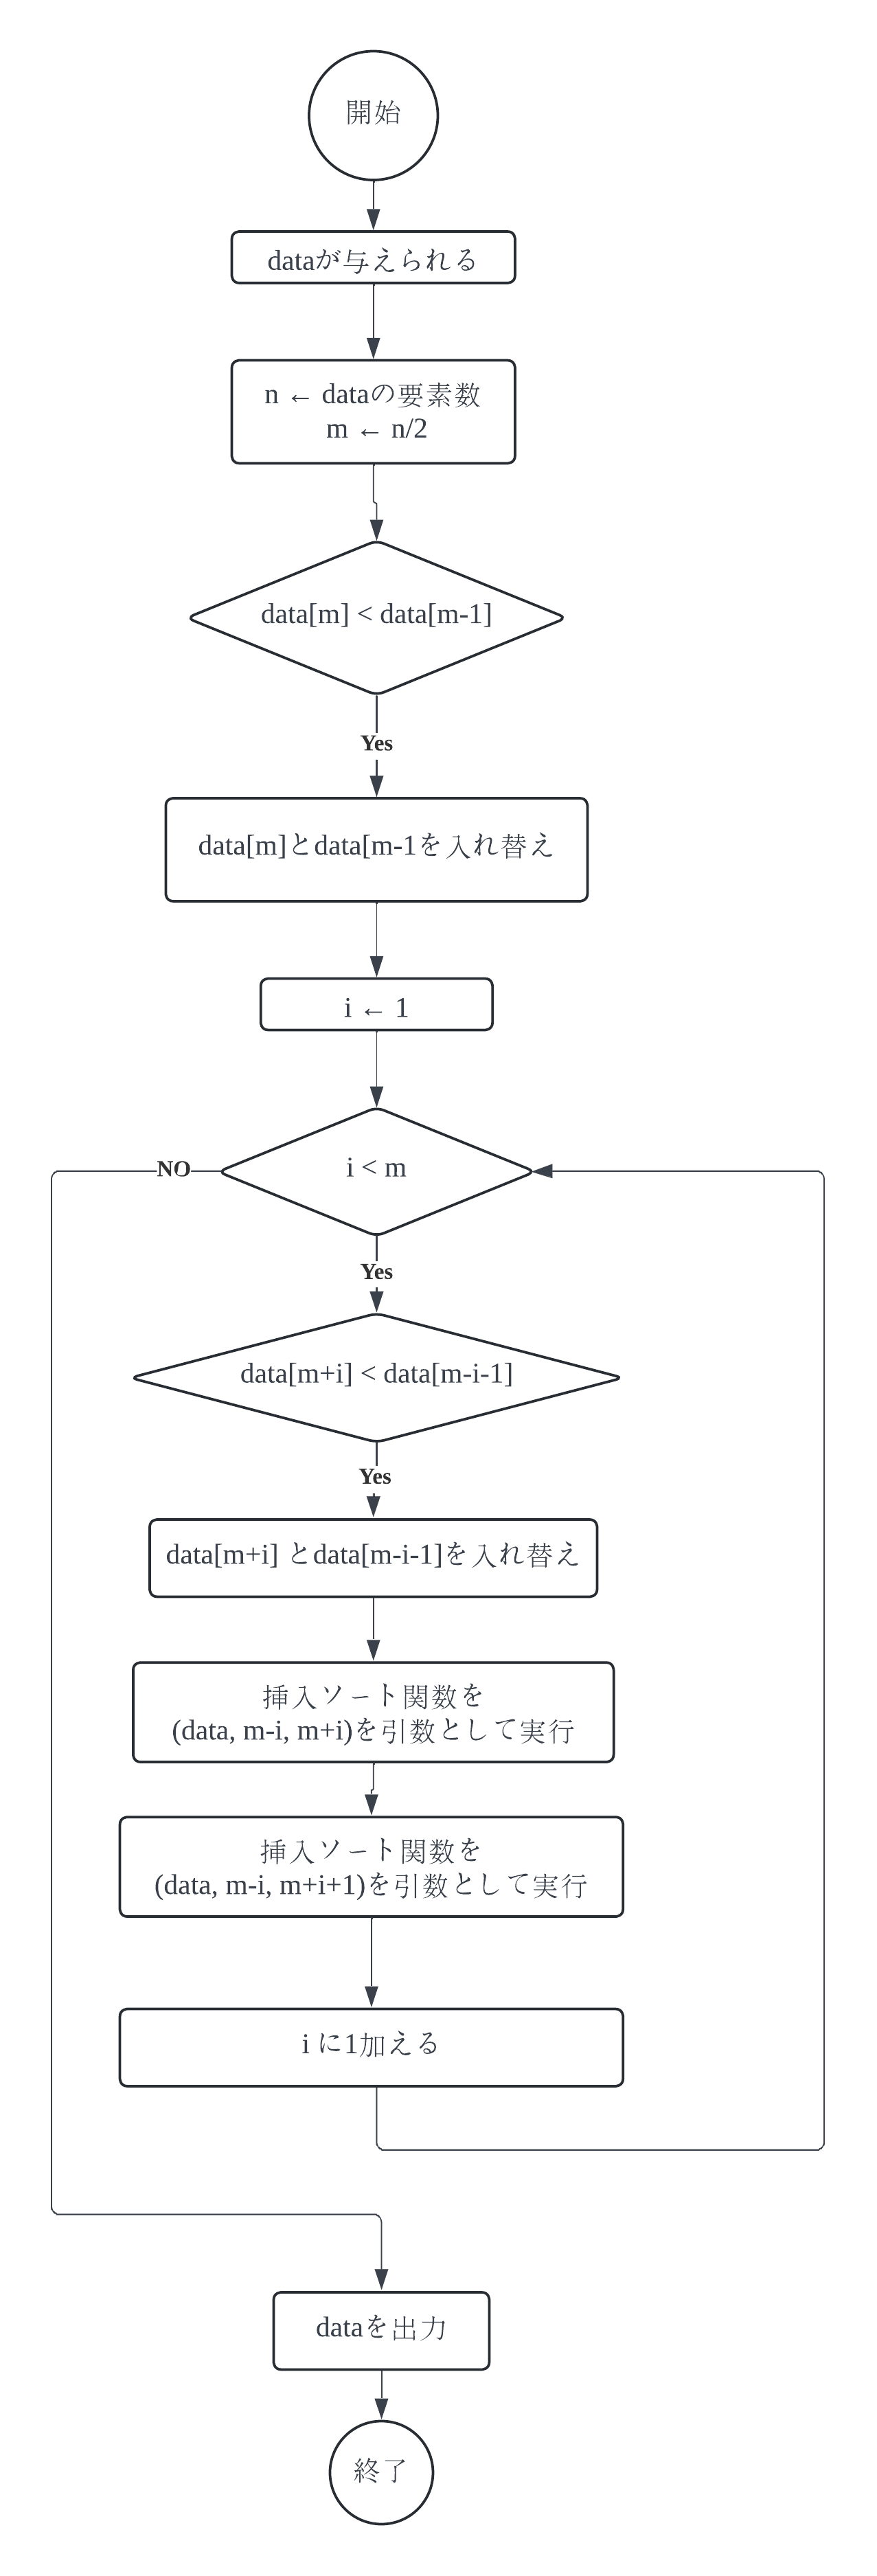 開始
dataが与えられる
n ← dataの要素数
m ← n/2
data[m] < data[m-1]
Yes
data[m]とdata[m-1を入れ替え
i ← 1
i < m
NO
Yes
data[m+i] < data[m-i-1]
Yes
data[m+i] とdata[m-i-1]を入れ替え
挿入ソート関数を
(data, m-i, m+i)を引数として実行
挿入ソート関数を
(data, m-i, m+i+1)を引数として実行
i に1加える
dataを出力
終了